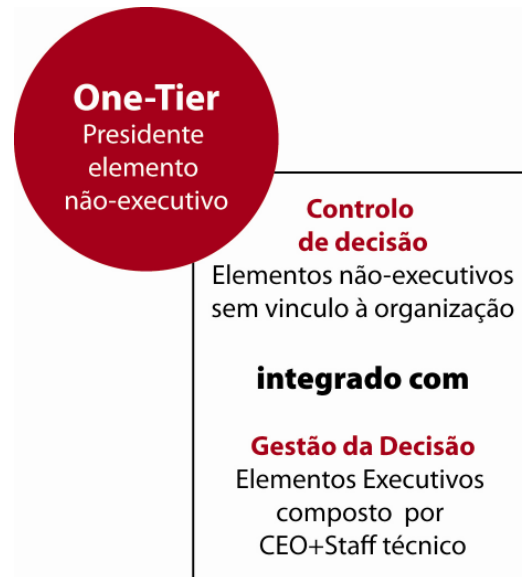 One-Tier
Presidente
elemento
não-executivo
Controlo
de decisão
Elementos não-executivos
sem vinculo à organização
integrado com
Gestão da Decisão
Elementos Executivos
composto por
CEO+Staff técnico